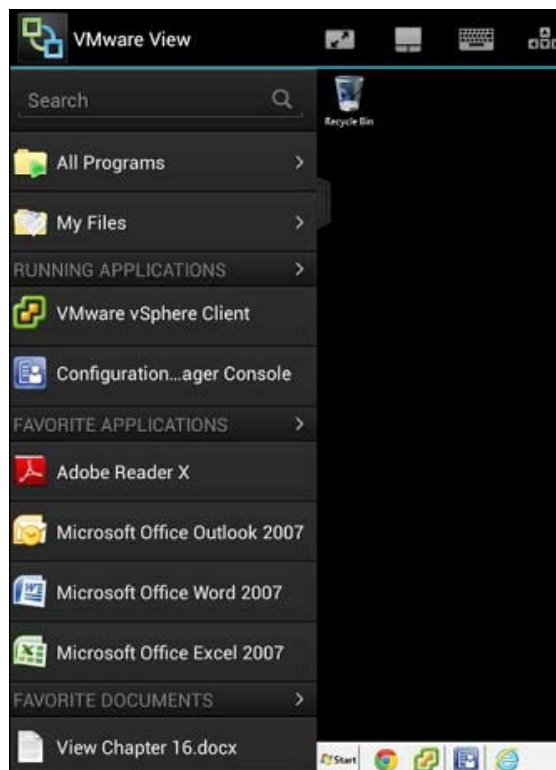 VMware View
Search
Recycle Bin
All Programs
My Files
RUNNING APPLICATIONS
VMware vSphere Client
Configuration...ager Console
FAVORITE APPLICATIONS
Adobe Reader X
Microsoft Office Outlook 2007
Microsoft Office Word 2007
Microsoft Office Excel 2007
FAVORITE DOCUMENTS
View Chapter 16.docx
Start